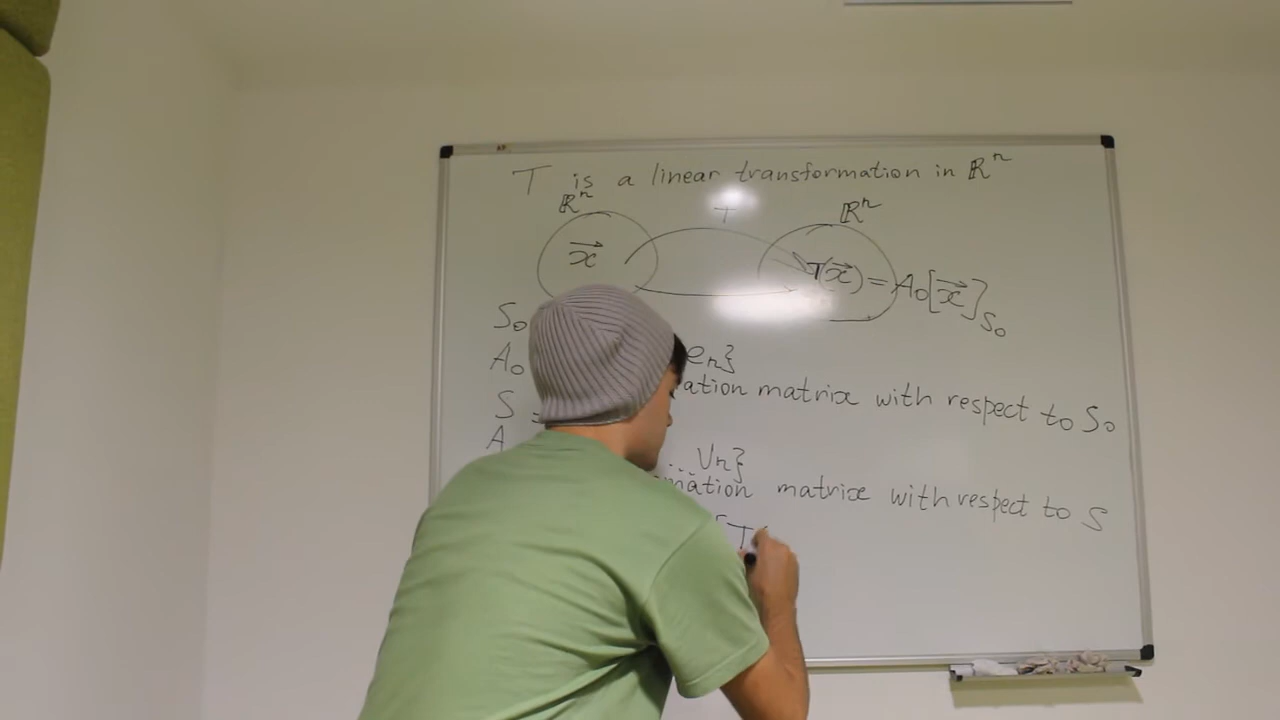 T is a linear transformation in ℝⁿ
ℝⁿ T ℝⁿ
x⃗ T(x⃗) = A₀[x⃗]_S₀
S₀ eₙ}
A₀ ation matrix with respect to S₀
S = ... Vₙ}
A mation matrix with respect to S
[T(